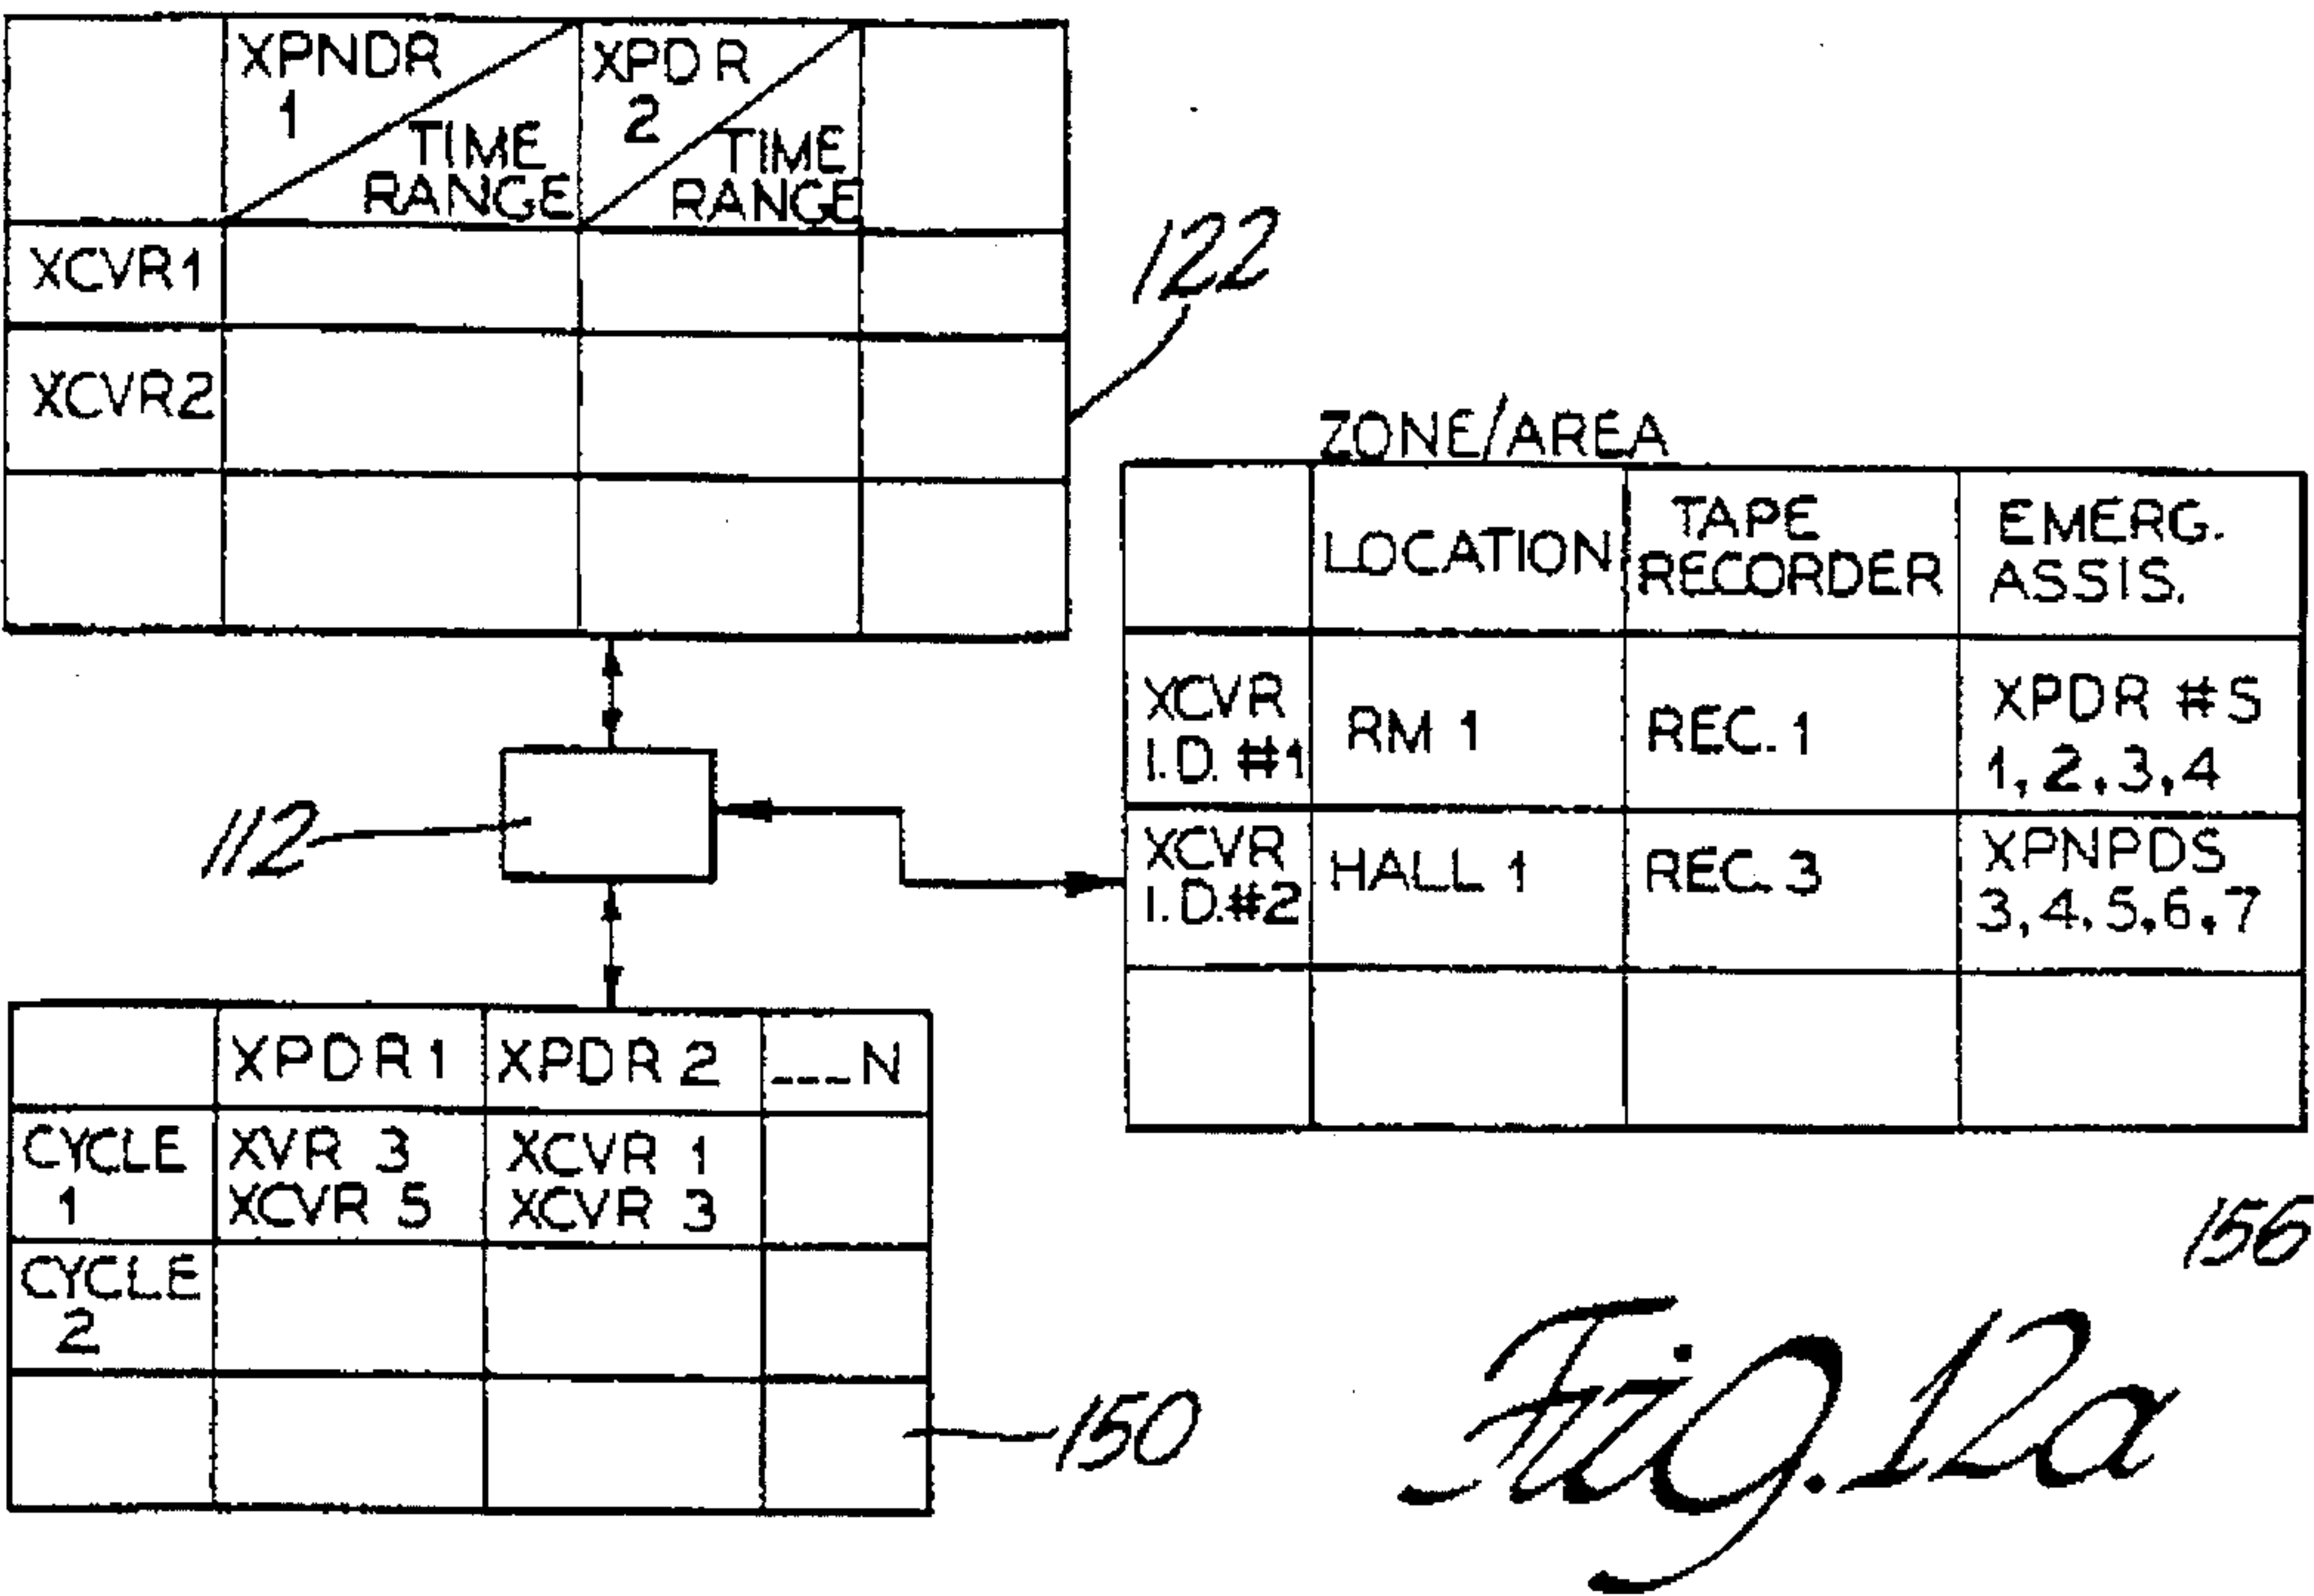 XPNDR
1
TIME
RANGE
XPDR
2
TIME
RANGE
XCVR1
XCVR2
122
ZONE/AREA
LOCATION
TAPE
RECORDER
EMERG.
ASSIS.
XCVR
I.D. #1
RM 1
REC. 1
XPDR #S
1, 2, 3, 4
XCVR
I.D.#2
HALL 1
REC. 3
XPNPDS
3, 4, 5, 6, 7
156
112
XPDR1
XPDR 2
___N
CYCLE
1
XVR 3
XCVR 5
XCVR 1
XCVR 3
CYCLE
2
150
Fig. 12a